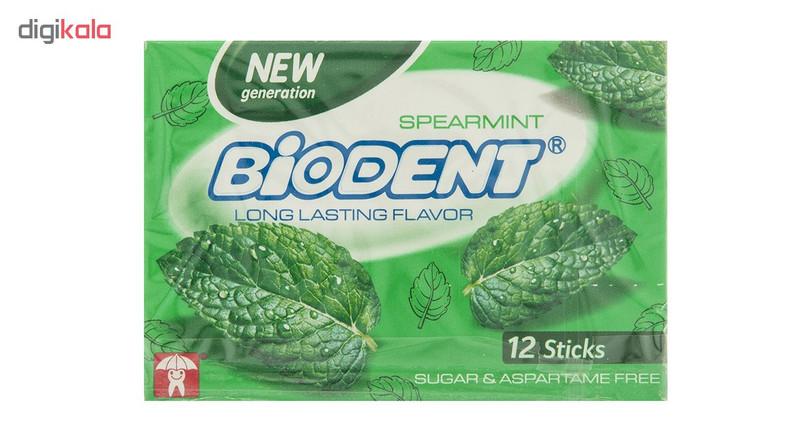 digikala
NEW
generation
SPEARMINT
BiODENT®
LONG LASTING FLAVOR
12 Sticks
SUGAR & ASPARTAME FREE